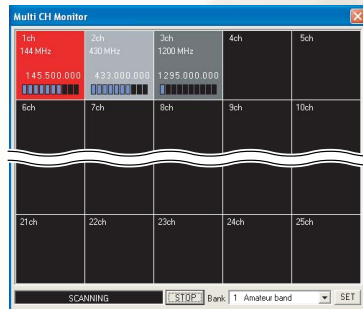 Multi CH Monitor
1ch 2ch 3ch 4ch 5ch
144 MHz 430 MHz 1200 MHz
145.500.000 433.000.000 1295.000.000
6ch 7ch 8ch 9ch 10ch
21ch 22ch 23ch 24ch 25ch
SCANNING STOP Bank 1 Amateur band SET